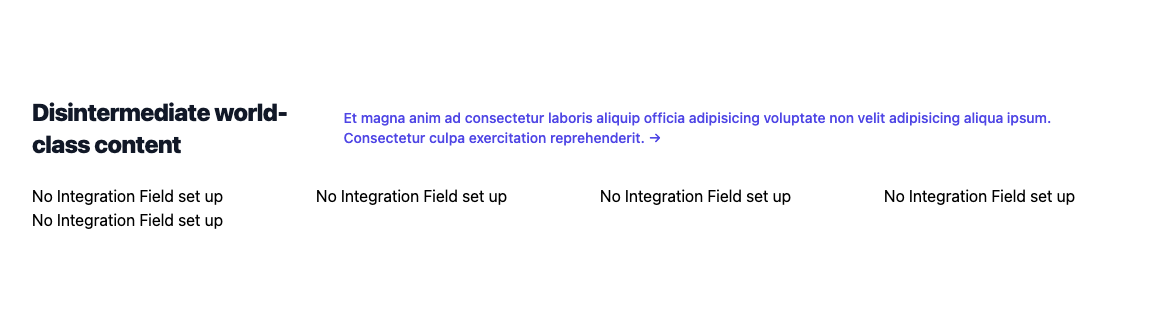 Disintermediate world-
class content
Et magna anim ad consectetur laboris aliquip officia adipisicing voluptate non velit adipisicing aliqua ipsum.
Consectetur culpa exercitation reprehenderit. →
No Integration Field set up
No Integration Field set up
No Integration Field set up
No Integration Field set up
No Integration Field set up